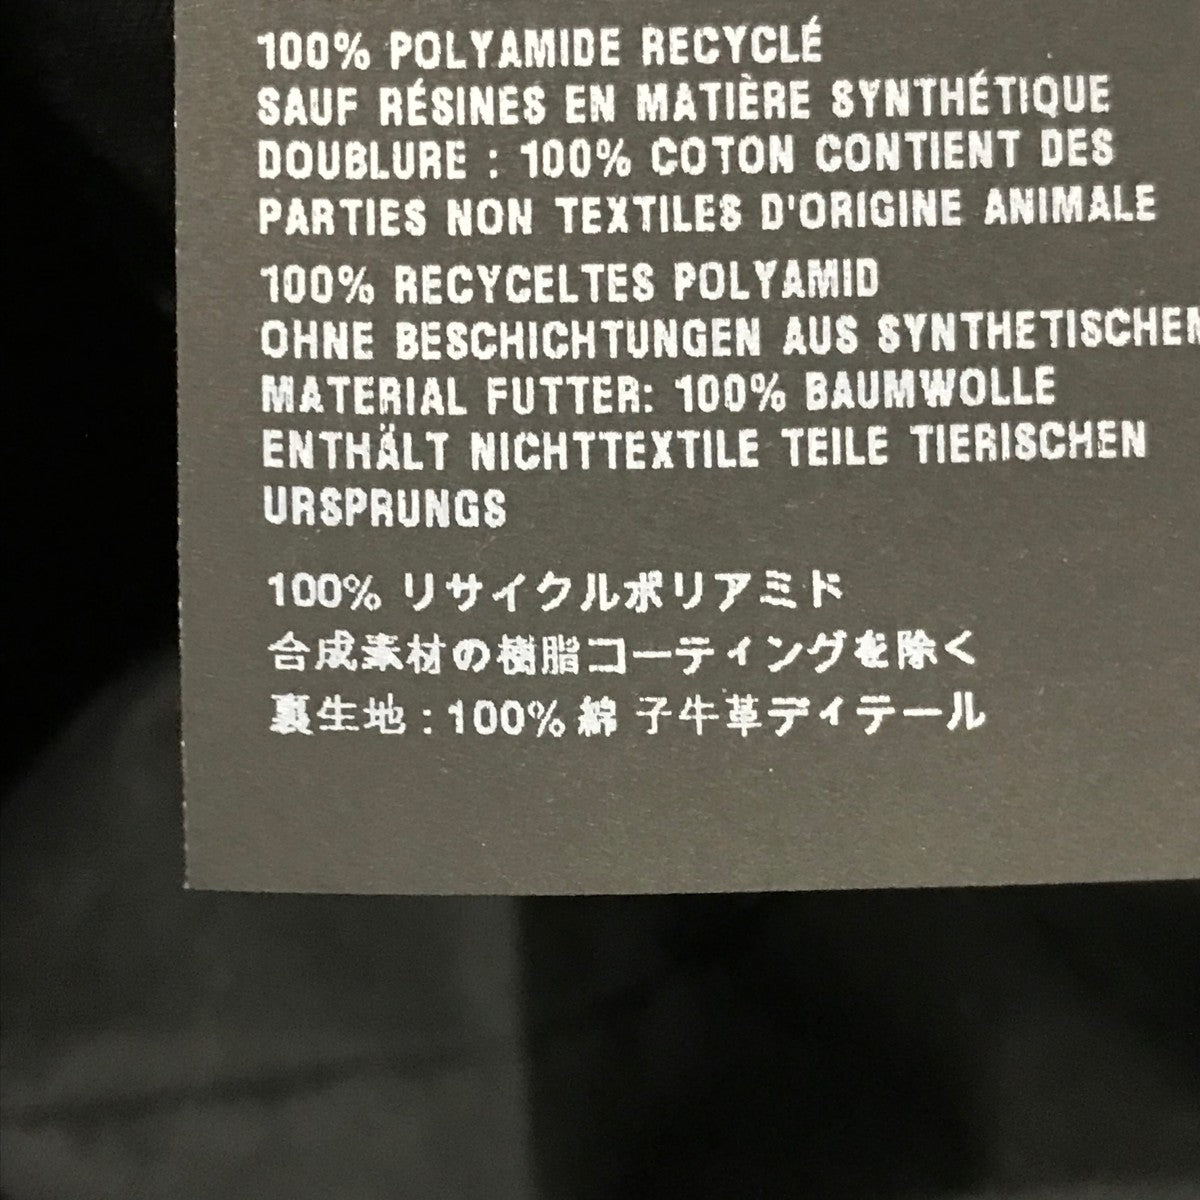 100% POLYAMIDE RECYCLÉ
SAUF RÉSINES EN MATIÈRE SYNTHÉTIQUE
DOUBLURE : 100% COTON CONTIENT DES
PARTIES NON TEXTILES D'ORIGINE ANIMALE
100% RECYCELTES POLYAMID
OHNE BESCHICHTUNGEN AUS SYNTHETISCHEN
MATERIAL FUTTER: 100% BAUMWOLLE
ENTHÄLT NICHTTEXTILE TEILE TIERISCHEN
URSPRUNGS
100% リサイクルポリアミド
合成素材の樹脂コーティングを除く
裏生地 : 100% 綿 子牛革ディテール